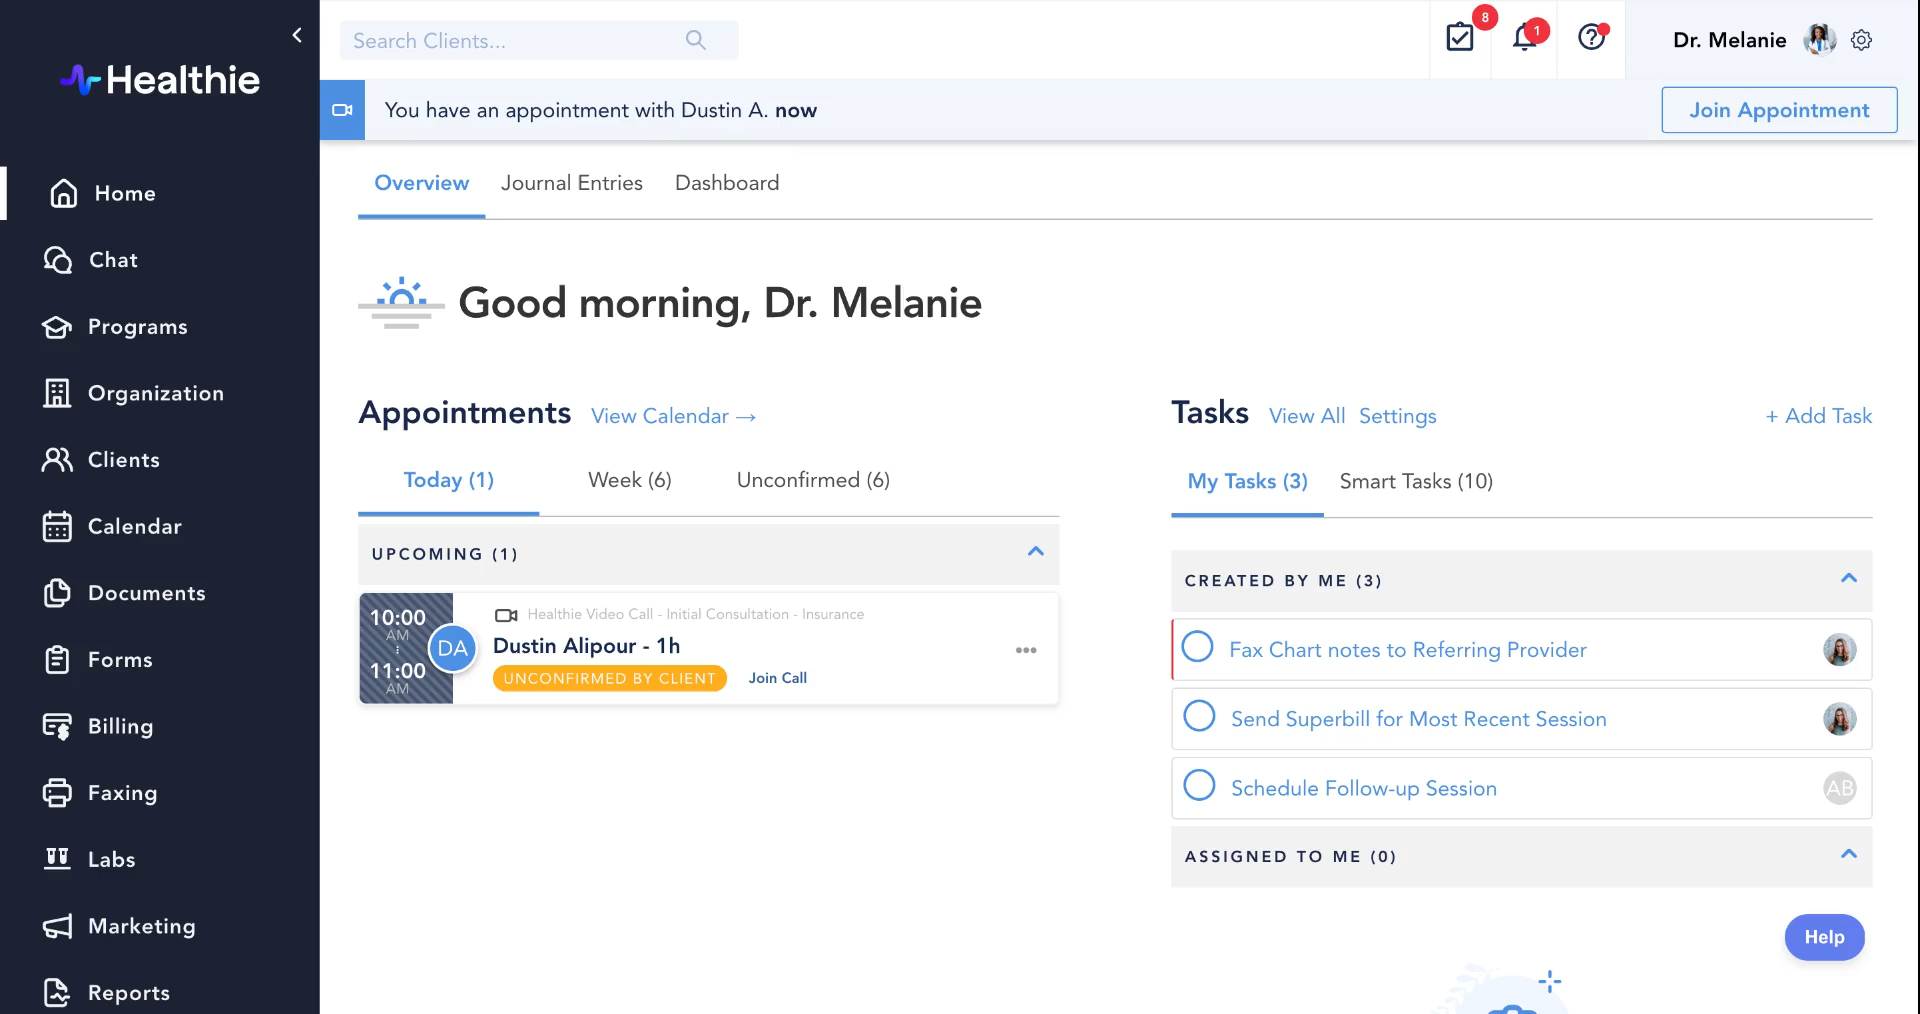 Healthie
Home
Chat
Programs
Organization
Clients
Calendar
Documents
Forms
Billing
Faxing
Labs
Marketing
Reports
Search Clients...
8
1
Dr. Melanie
You have an appointment with Dustin A. now
Join Appointment
Overview
Journal Entries
Dashboard
Good morning, Dr. Melanie
Appointments
View Calendar →
Today (1)
Week (6)
Unconfirmed (6)
UPCOMING (1)
10:00
AM
11:00
AM
DA
Healthie Video Call - Initial Consultation - Insurance
Dustin Alipour - 1h
UNCONFIRMED BY CLIENT
Join Call
Tasks
View All
Settings
+ Add Task
My Tasks (3)
Smart Tasks (10)
CREATED BY ME (3)
Fax Chart notes to Referring Provider
Send Superbill for Most Recent Session
Schedule Follow-up Session
AB
ASSIGNED TO ME (0)
Help